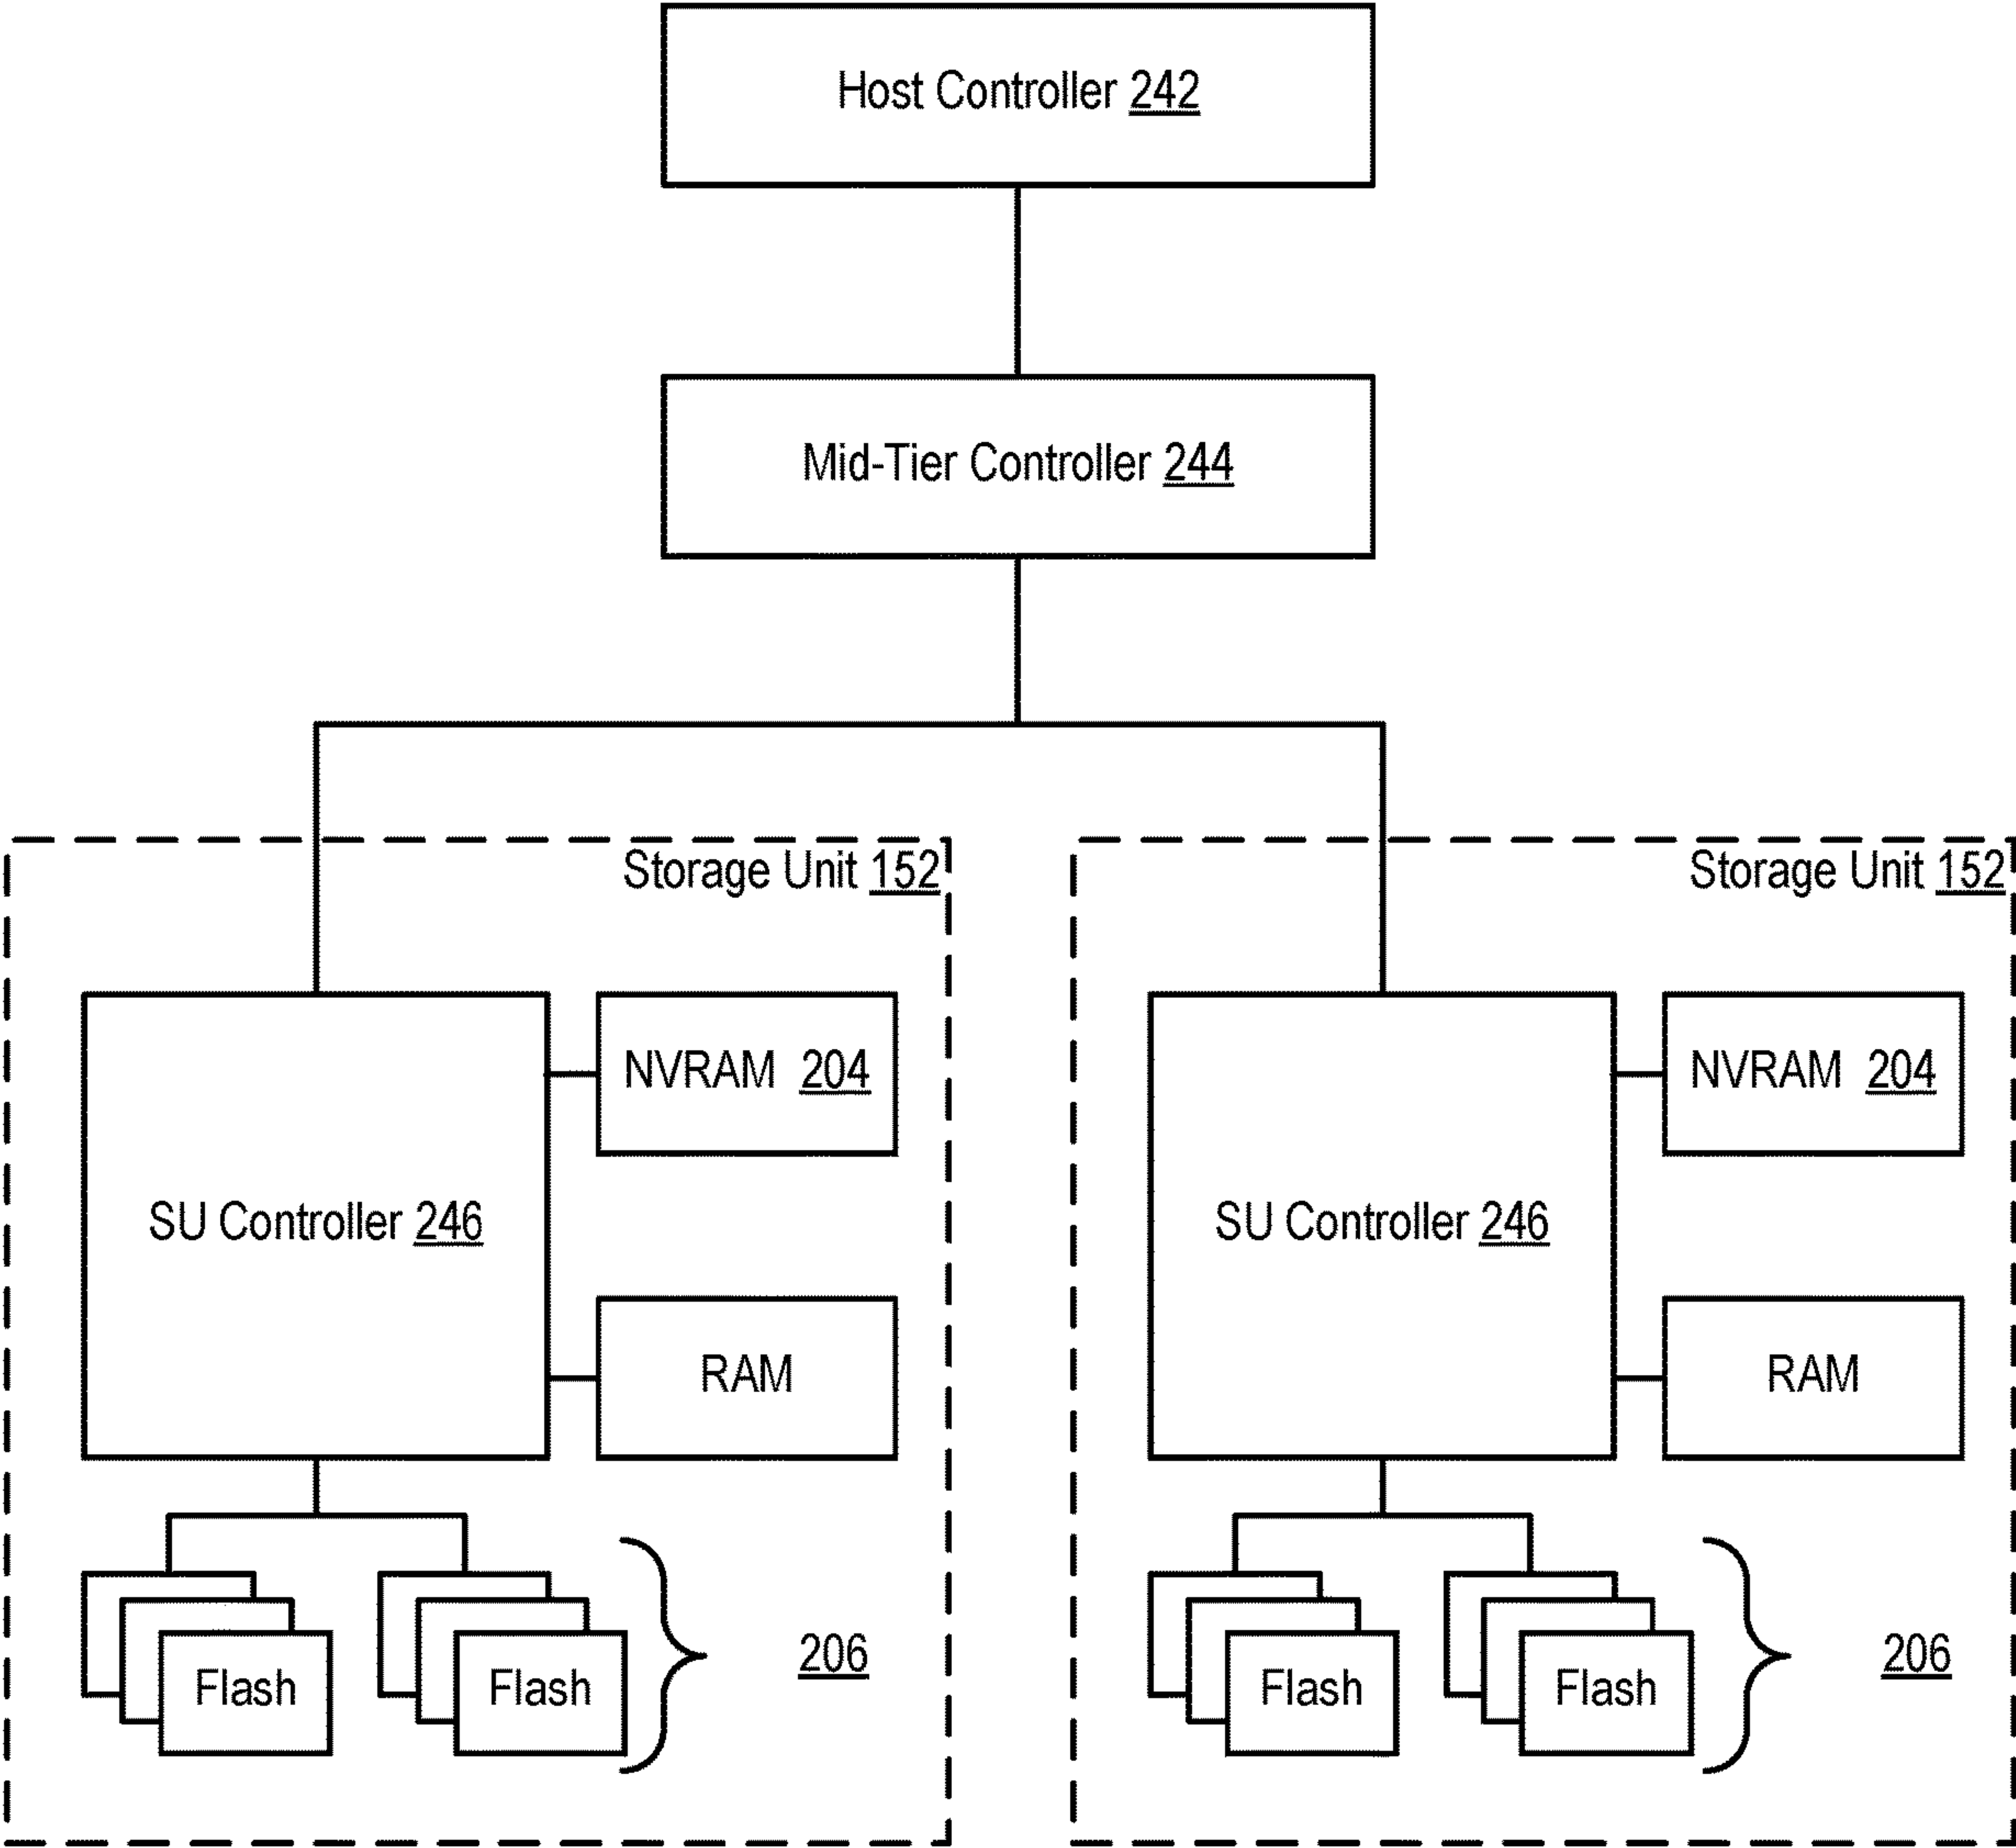 Host Controller 242
Mid-Tier Controller 244
Storage Unit 152
NVRAM 204
SU Controller 246
RAM
Flash
Flash
206
Storage Unit 152
NVRAM 204
SU Controller 246
RAM
Flash
Flash
206